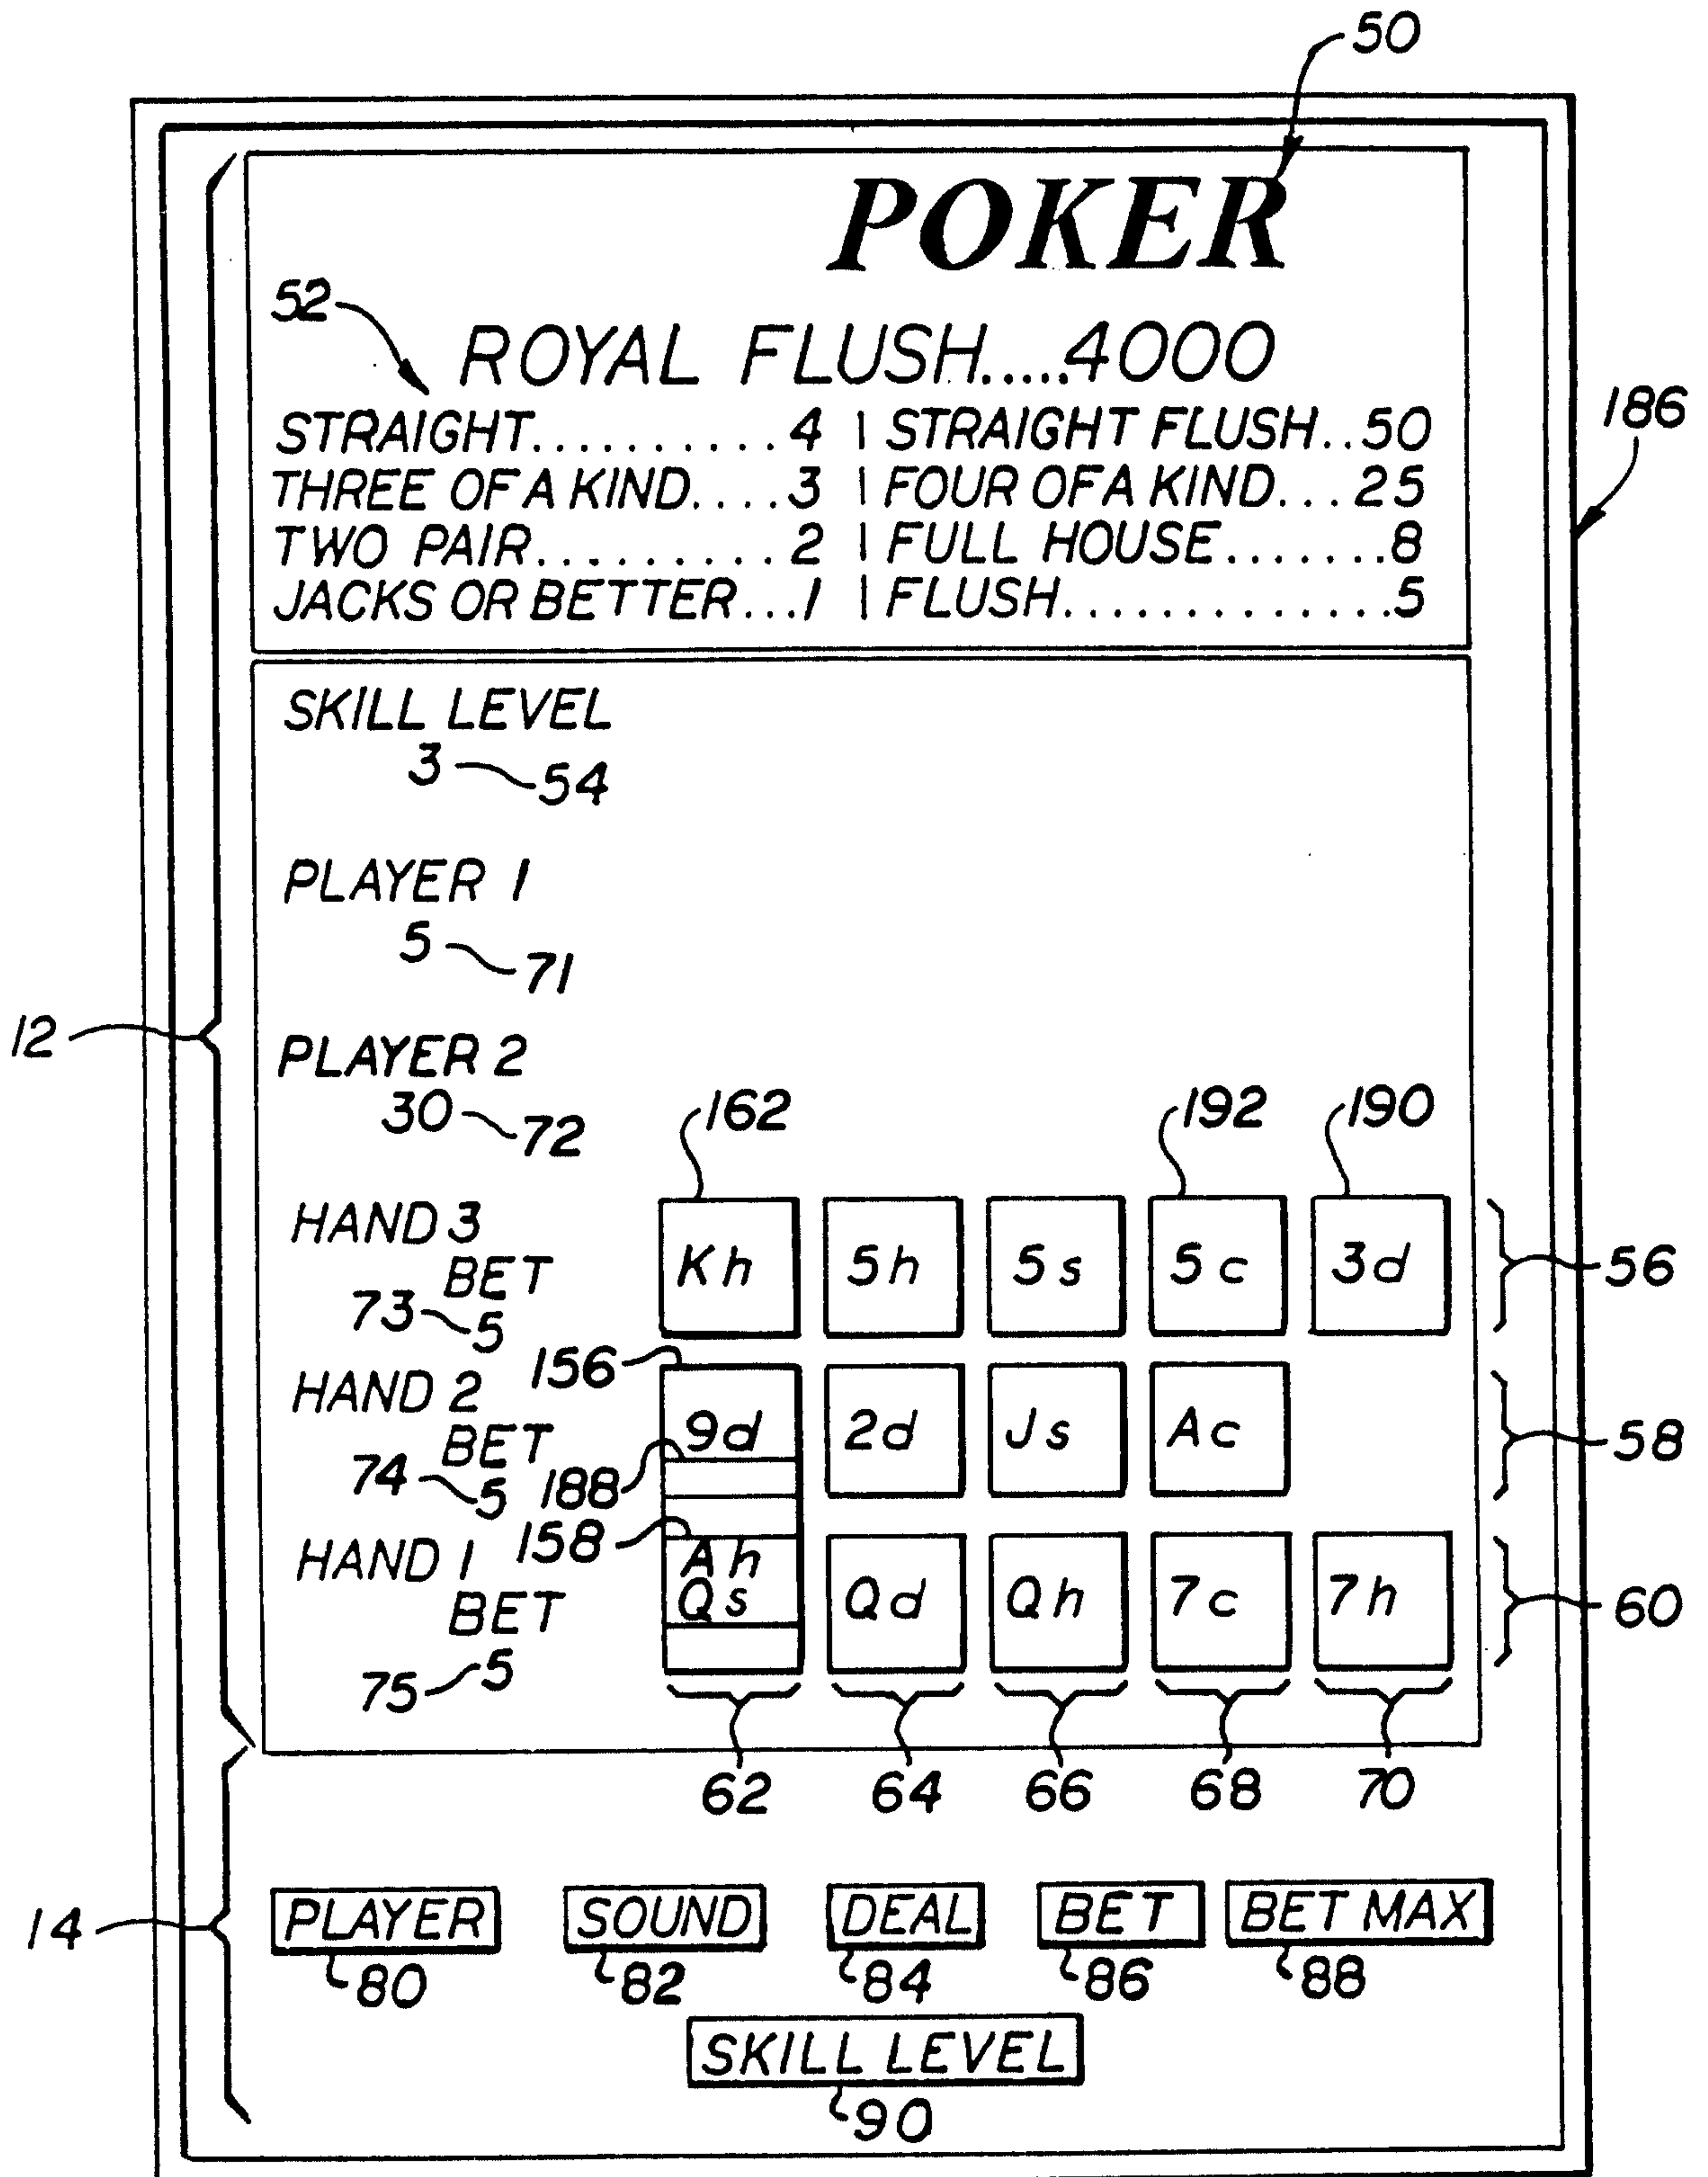 50
POKER
52
ROYAL FLUSH.....4000
STRAIGHT..........4 | STRAIGHT FLUSH..50
186
THREE OF A KIND....3 | FOUR OF A KIND...25
TWO PAIR..........2 | FULL HOUSE.......8
JACKS OR BETTER...1 | FLUSH.............5
SKILL LEVEL
3 54
PLAYER 1
5 71
12
PLAYER 2
30 72
162 192 190
HAND 3
BET
Kh 5h 5s 5c 3d 56
73 5
156
HAND 2
BET
9d 2d Js Ac 58
74 5 188
158
HAND 1
BET
Ah
Qs Qd Qh 7c 7h 60
75 5
62 64 66 68 70
14
PLAYER SOUND DEAL BET BET MAX
80 82 84 86 88
SKILL LEVEL
90